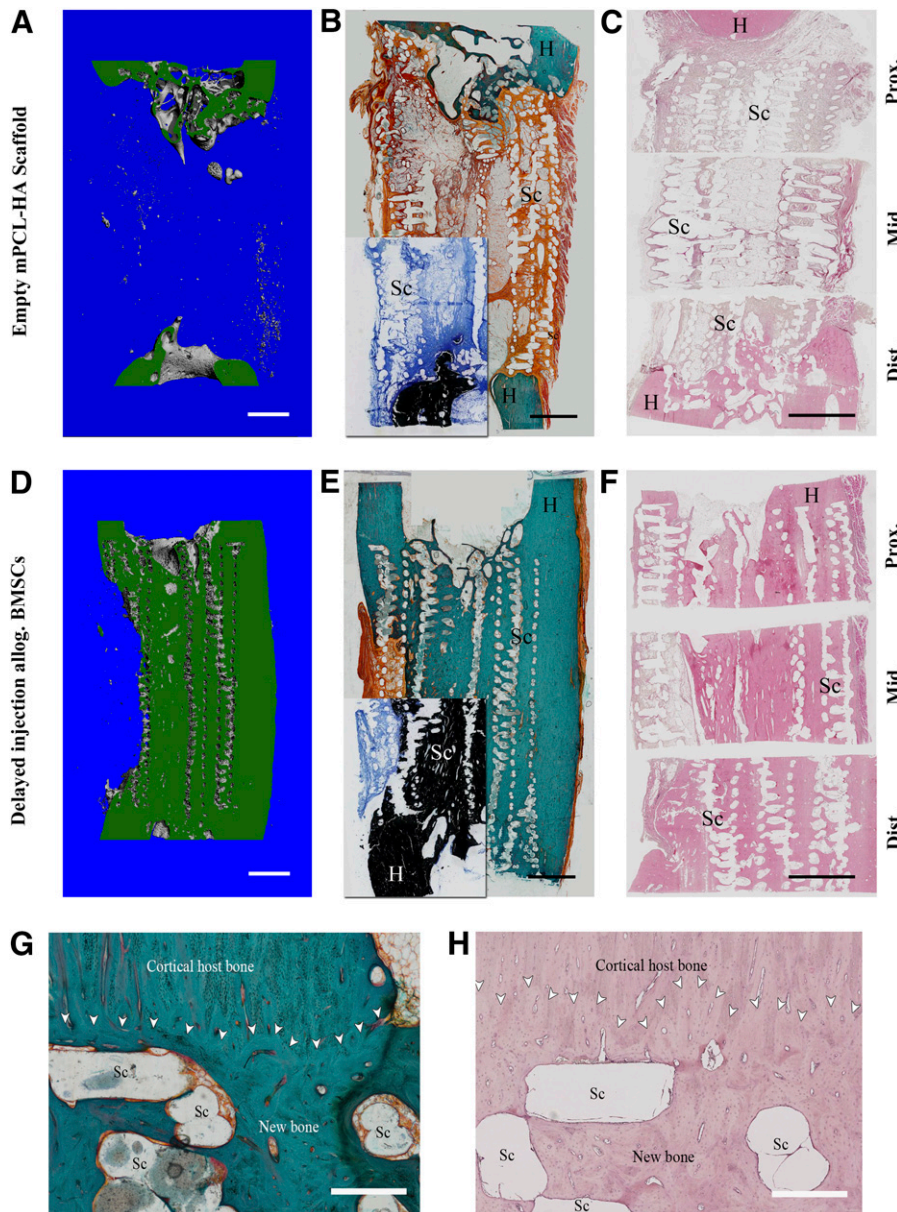 A
B
C
Empty mPCL-HA Scaffold
H
Sc
Sc
H
H
Sc
Prox.
Sc
Mid
Sc
H
Dist.
D
E
F
Delayed injection allog. BMSCs
H
Sc
Sc
H
H
Prox.
Sc
Mid
Sc
Dist.
G
Cortical host bone
Sc
Sc
Sc
Sc
New bone
H
Cortical host bone
Sc
Sc
Sc
Sc
New bone